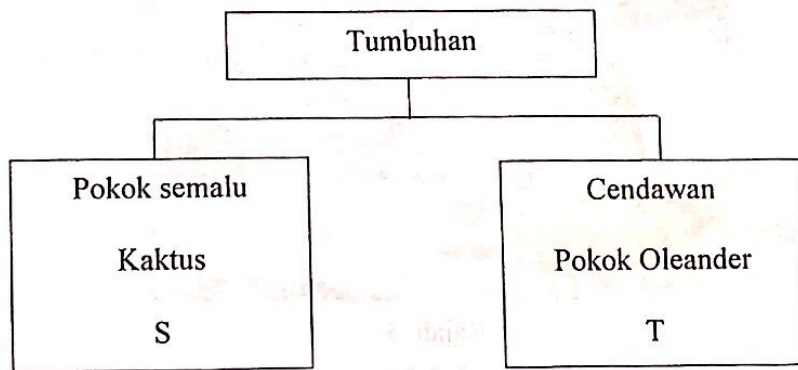 Tumbuhan
Pokok semalu
Kaktus
S
Cendawan
Pokok Oleander
T